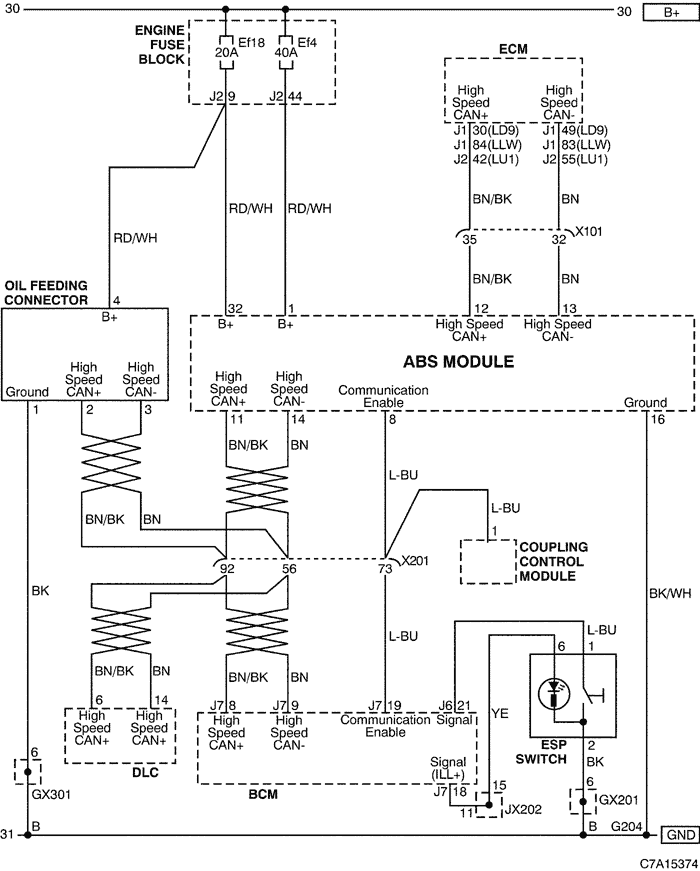 30
30
B+
ENGINE
FUSE
BLOCK
Ef18
20A
Ef4
40A
J2 9
J2 44
ECM
High
Speed
CAN+
High
Speed
CAN-
J1 30(LD9)
J1 84(LLW)
J2 42(LU1)
J1 49(LD9)
J1 83(LLW)
J2 55(LU1)
RD/WH
RD/WH
RD/WH
BN/BK
BN
35
32
X101
BN/BK
BN
OIL FEEDING
CONNECTOR
4
B+
32
B+
1
B+
12
High Speed
CAN+
13
High Speed
CAN-
ABS MODULE
Ground
High
Speed
CAN+
High
Speed
CAN-
High
Speed
CAN+
High
Speed
CAN-
Communication
Enable
Ground
1
2
3
11
14
8
16
BN/BK
BN
L-BU
L-BU
1
COUPLING
CONTROL
MODULE
BN/BK
BN
92
56
73
X201
BK
BK/WH
L-BU
L-BU
BN/BK
BN
BN/BK
BN
6
14
High
Speed
CAN+
High
Speed
CAN+
DLC
J7 8
J7 9
J7 19
J6 21
High
Speed
CAN+
High
Speed
CAN-
Communication
Enable
Signal
Signal
(ILL+)
J7 18
BCM
YE
6
1
ESP
SWITCH
2
BK
15
11
JX202
6
GX201
6
GX301
31
B
B
G204
GND
C7A15374